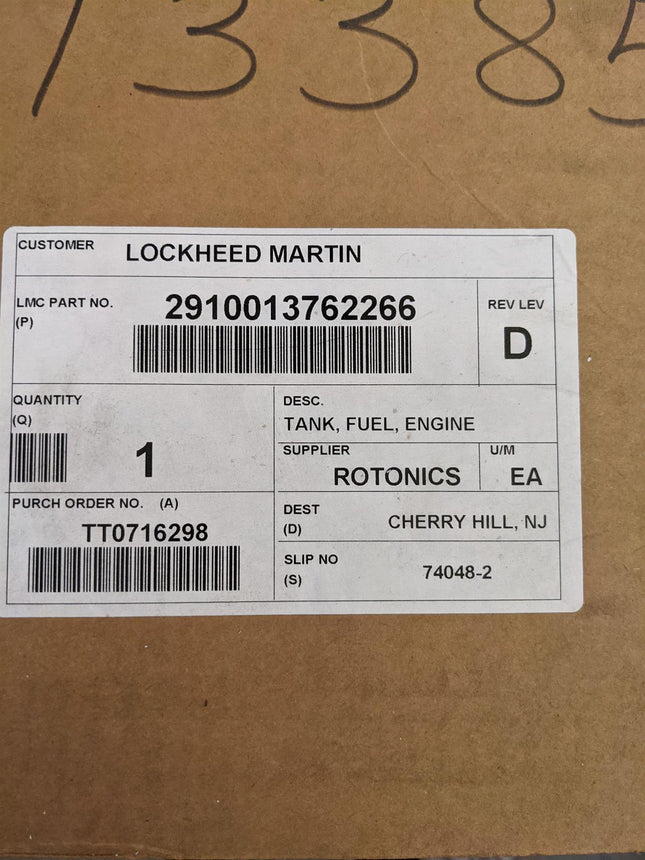 73385
CUSTOMER LOCKHEED MARTIN
LMC PART NO. 2910013762266 REV LEV
(P)
D
QUANTITY DESC.
(Q) TANK, FUEL, ENGINE
1
SUPPLIER U/M
ROTONICS EA
PURCH ORDER NO. (A) DEST
TT0716298 (D) CHERRY HILL, NJ
SLIP NO
(S) 74048-2